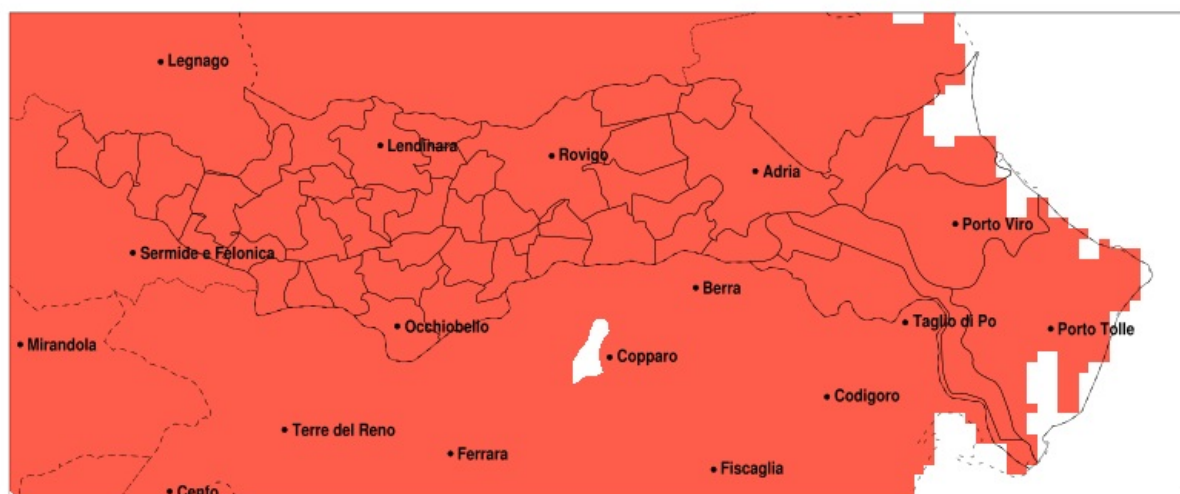 Legnago
Lendinara
Rovigo
Adria
Porto Viro
Sermide e Felonica
Berra
Taglio di Po
Porto Tolle
Occhiobello
Mirandola
Copparo
Codigoro
Terre del Reno
Ferrara
Fiscaglia
Cento